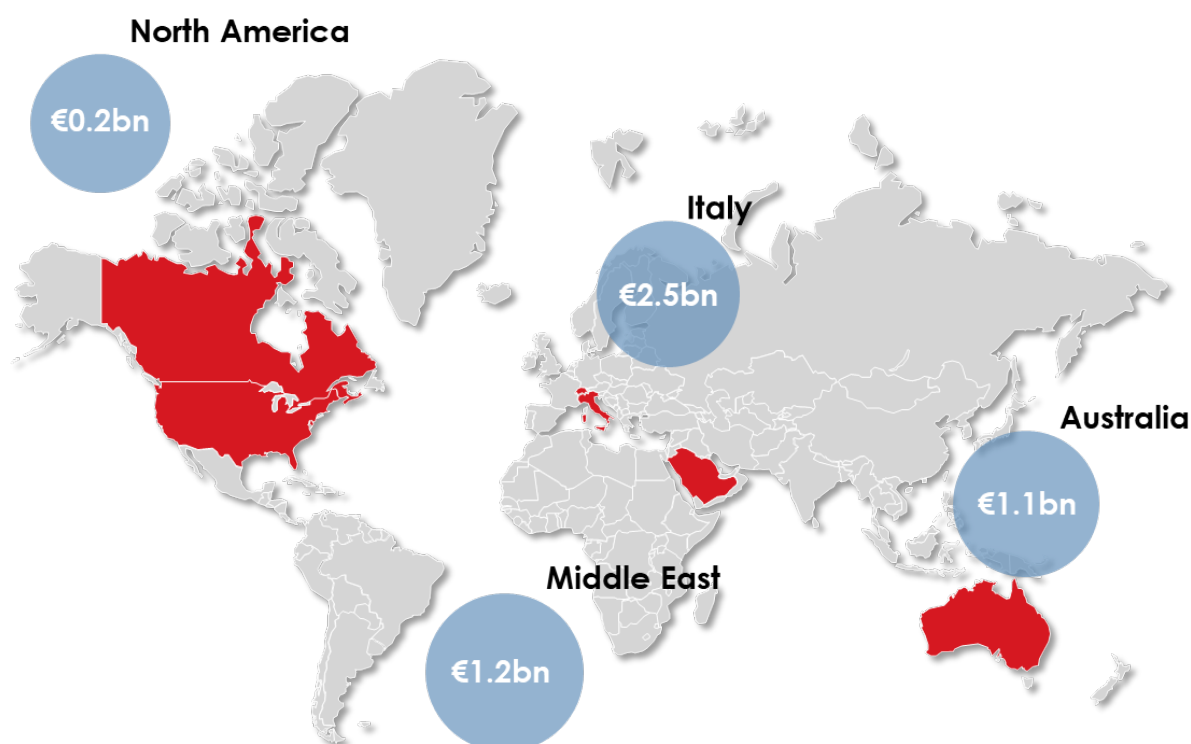 North America
€0.2bn
Italy
€2.5bn
Australia
€1.1bn
Middle East
€1.2bn